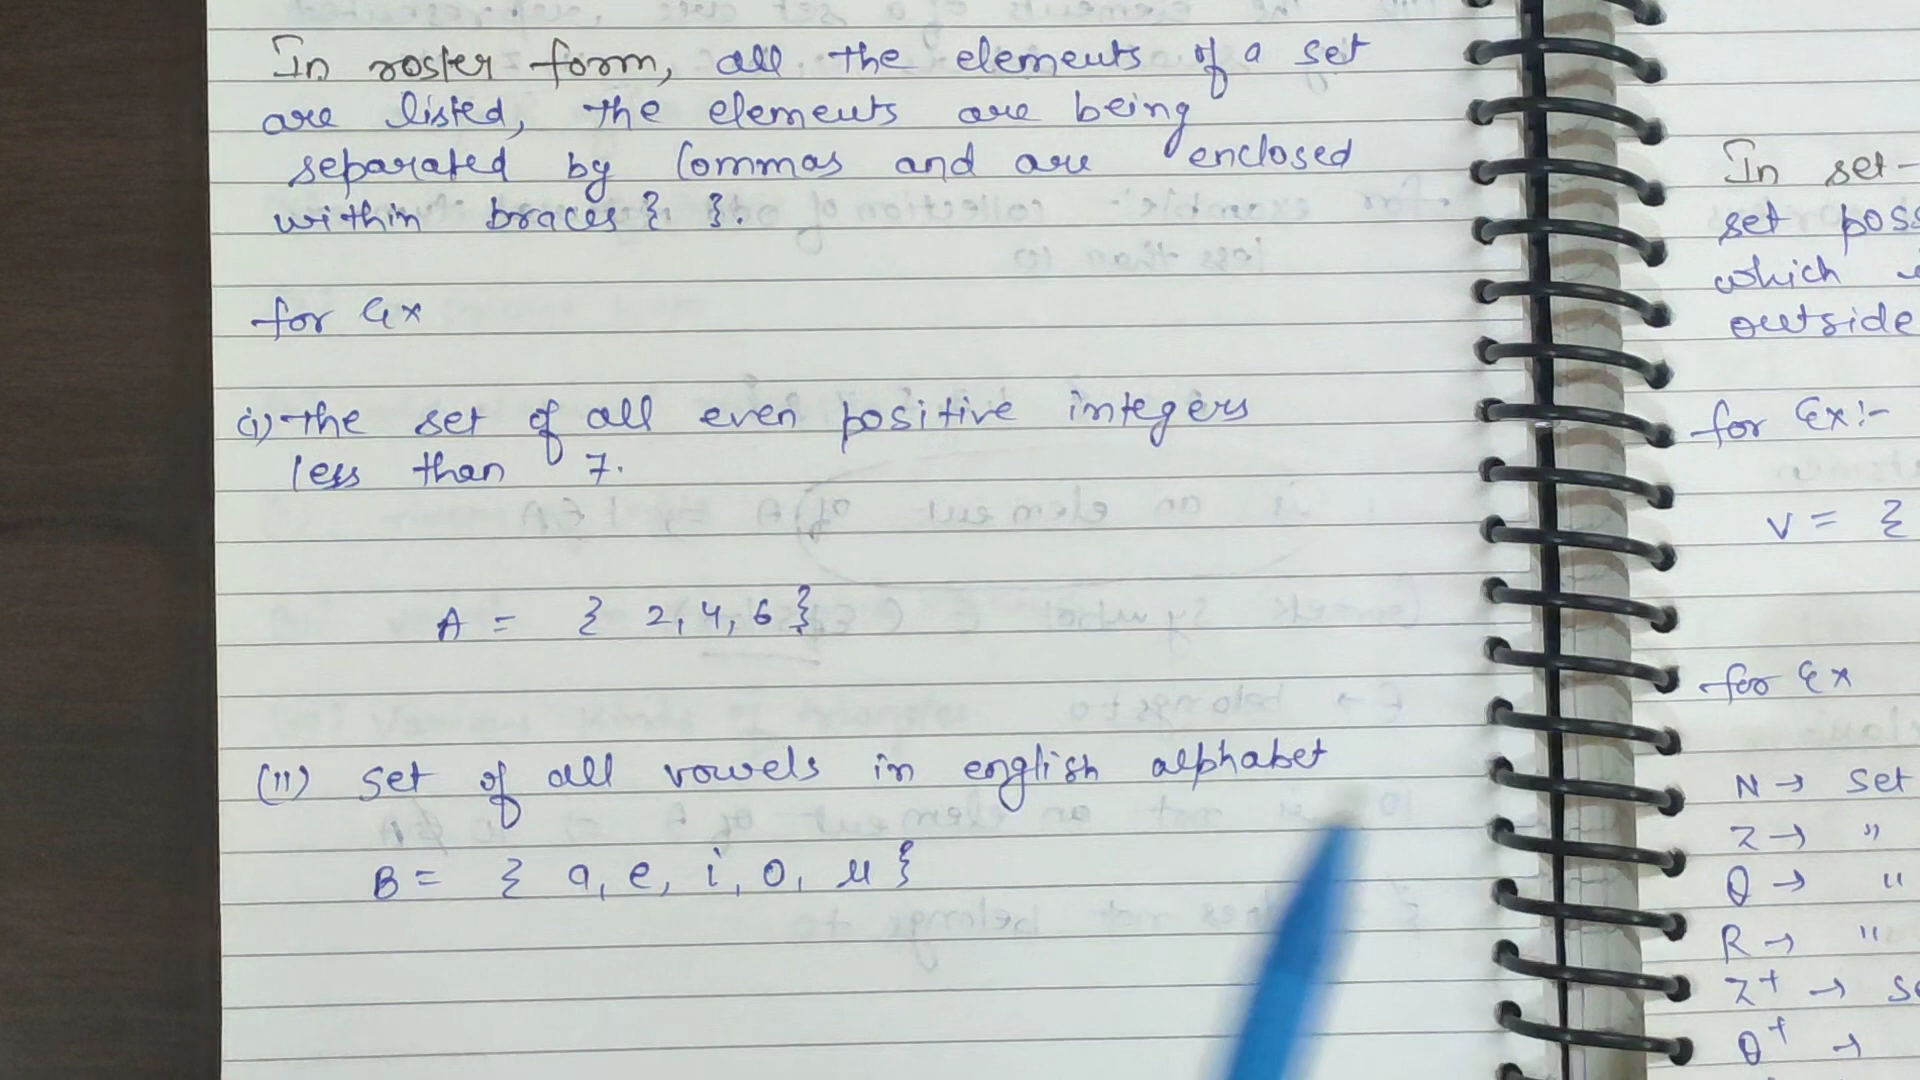 In roster form, all the elements of a set
are listed, the elements are being
separated by commas and are enclosed
within braces { }.
for Ex
(i) the set of all even positive integers
less than 7.
A = { 2, 4, 6 }
(ii) set of all vowels in english alphabet
B = { a, e, i, o, u }
In set-
set poss
which
outside
for Ex:-
V = {
for Ex
N → set
Z → "
Q → "
R → "
Z+ → se
Q+ →